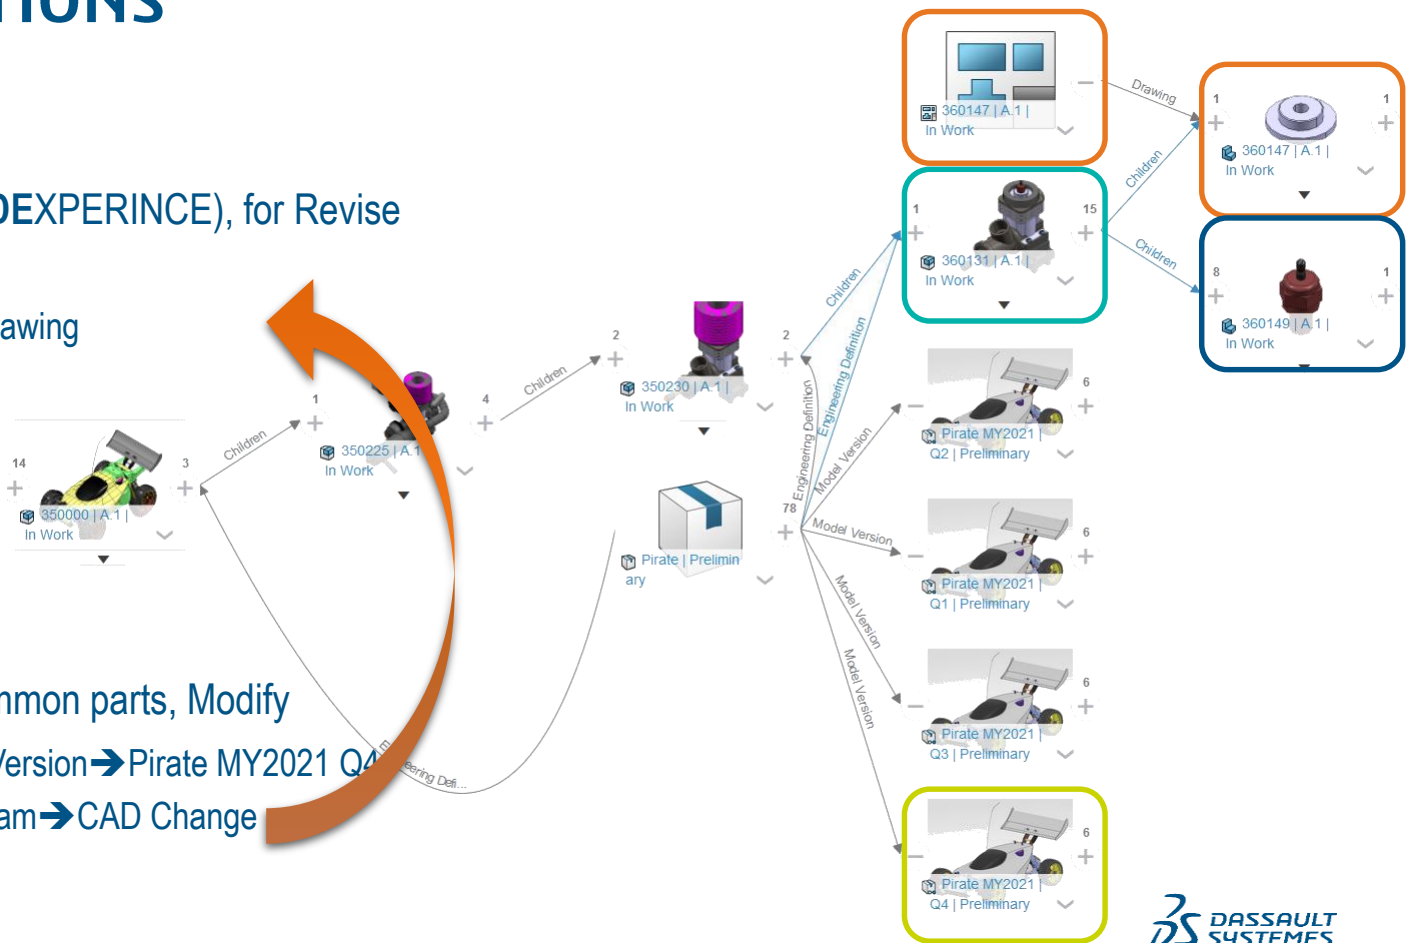 TIONS
DEXPERINCE), for Revise
rawing
mmon parts, Modify
Version➔Pirate MY2021 Q4
am➔CAD Change
14
3
350000 | A.1 |
In Work
Children
1
4
350225 | A.1
In Work
Children
2
2
350230 | A.1 |
In Work
Pirate | Prelimin
ary
78
Engineering Defi...
Children
Engineering Definition
Engineering Definition
Model Version
Model Version
Model Version
Model Version
360147 | A.1 |
In Work
Drawing
1
15
360131 | A.1 |
In Work
Children
Children
1
1
360147 | A.1 |
In Work
8
1
360149 | A.1 |
In Work
6
Pirate MY2021 |
Q2 | Preliminary
6
Pirate MY2021 |
Q1 | Preliminary
6
Pirate MY2021 |
Q3 | Preliminary
6
Pirate MY2021 |
Q4 | Preliminary
DASSAULT
SYSTEMES